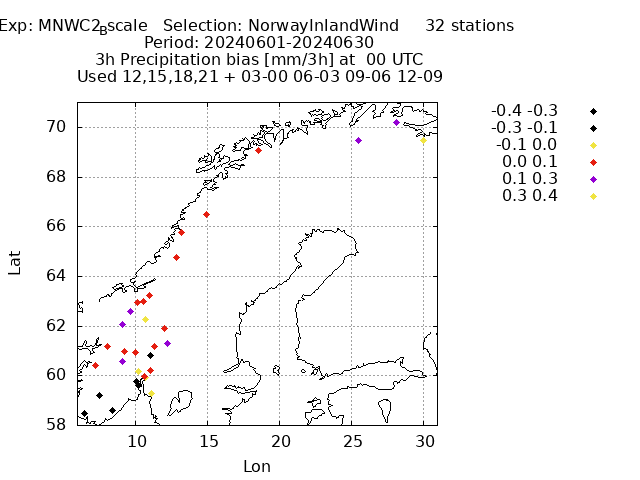 Exp: MNWC2_Bscale   Selection: NorwayInlandWind     32 stations
Period: 20240601-20240630
3h Precipitation bias [mm/3h] at  00 UTC
Used 12,15,18,21 + 03-00 06-03 09-06 12-09
-0.4 -0.3
-0.3 -0.1
-0.1 0.0
0.0 0.1
0.1 0.3
0.3 0.4
70
68
66
64
62
60
58
Lat
10 15 20 25 30
Lon